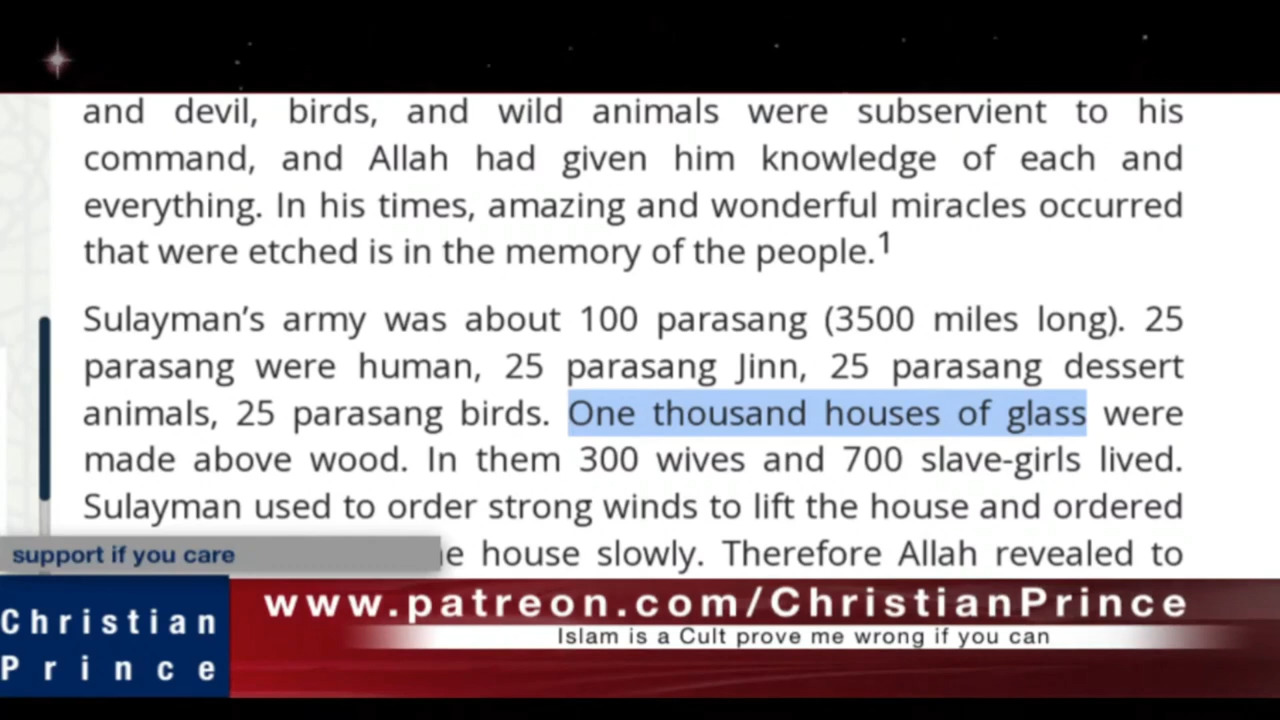 and devil, birds, and wild animals were subservient to his
command, and Allah had given him knowledge of each and
everything. In his times, amazing and wonderful miracles occurred
that were etched is in the memory of the people.1
Sulayman’s army was about 100 parasang (3500 miles long). 25
parasang were human, 25 parasang Jinn, 25 parasang dessert
animals, 25 parasang birds. One thousand houses of glass were
made above wood. In them 300 wives and 700 slave-girls lived.
Sulayman used to order strong winds to lift the house and ordered
house slowly. Therefore Allah revealed to
support if you care
Christian
Prince
www.patreon.com/ChristianPrince
Islam is a Cult prove me wrong if you can